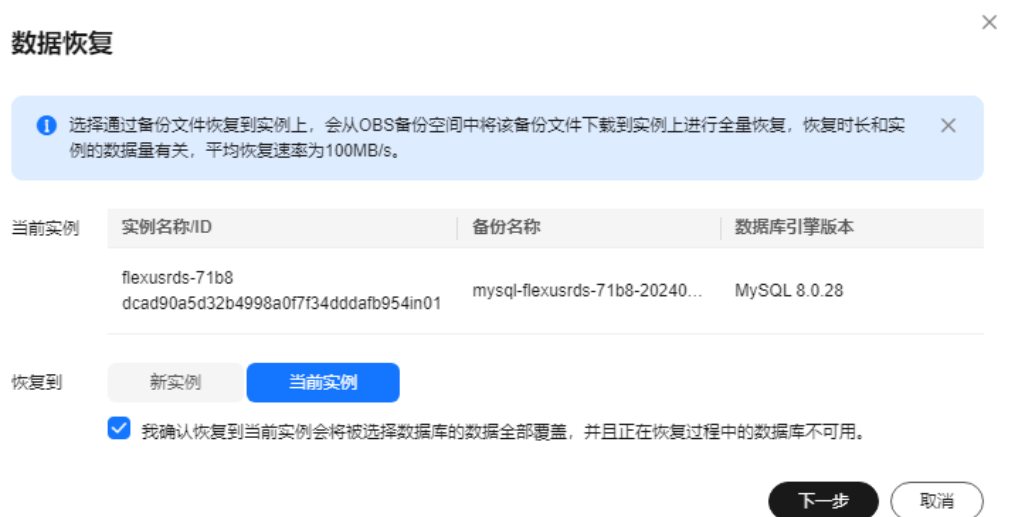 数据恢复
选择通过备份文件恢复到实例上，会从OBS备份空间中将该备份文件下载到实例上进行全量恢复，恢复时长和实
例的数据量有关，平均恢复速率为100MB/s。
当前实例 实例名称/ID 备份名称 数据库引擎版本
flexusrds-71b8
dcad90a5d32b4998a0f7f34dddafb954in01 mysql-flexusrds-71b8-20240... MySQL 8.0.28
恢复到 新实例 当前实例
我确认恢复到当前实例会将被选择数据库的数据全部覆盖，并且正在恢复过程中的数据库不可用。
下一步 取消